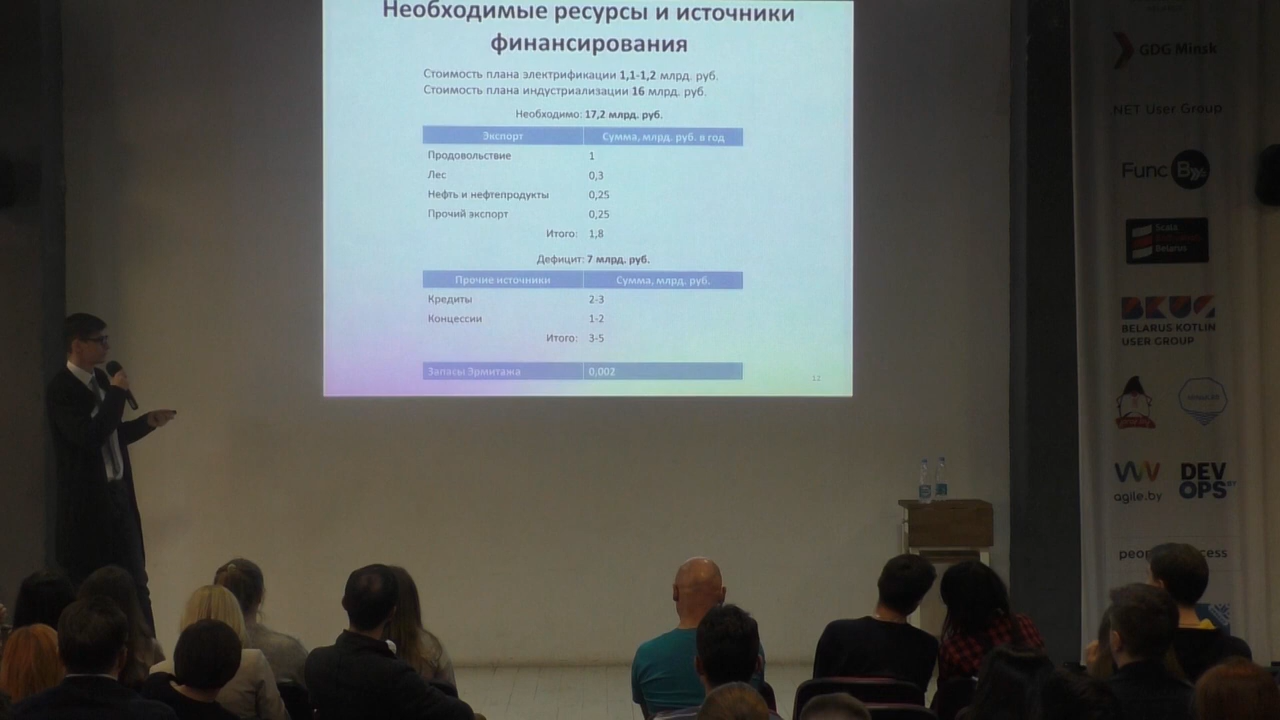 Необходимые ресурсы и источники
финансирования
Стоимость плана электрификации 1,1-1,2 млрд. руб.
Стоимость плана индустриализации 16 млрд. руб.
Необходимо: 17,2 млрд. руб.
Экспорт Сумма, млрд. руб. в год
Продовольствие 1
Лес 0,3
Нефть и нефтепродукты 0,25
Прочий экспорт 0,25
Итого: 1,8
Дефицит: 7 млрд. руб.
Прочие источники Сумма, млрд. руб.
Кредиты 2-3
Концессии 1-2
Итого: 3-5
Запасы Эрмитажа 0,002
12
GDG Minsk
.NET User Group
Func By
Scala
Belarus
BKUG
BELARUS KOTLIN
USER GROUP
agile.by
DEV
OPS BY